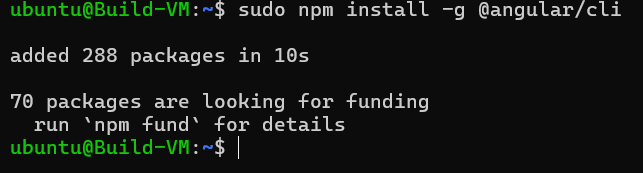 ubuntu@Build-VM:~$ sudo npm install -g @angular/cli
added 288 packages in 10s
70 packages are looking for funding
run `npm fund` for details
ubuntu@Build-VM:~$